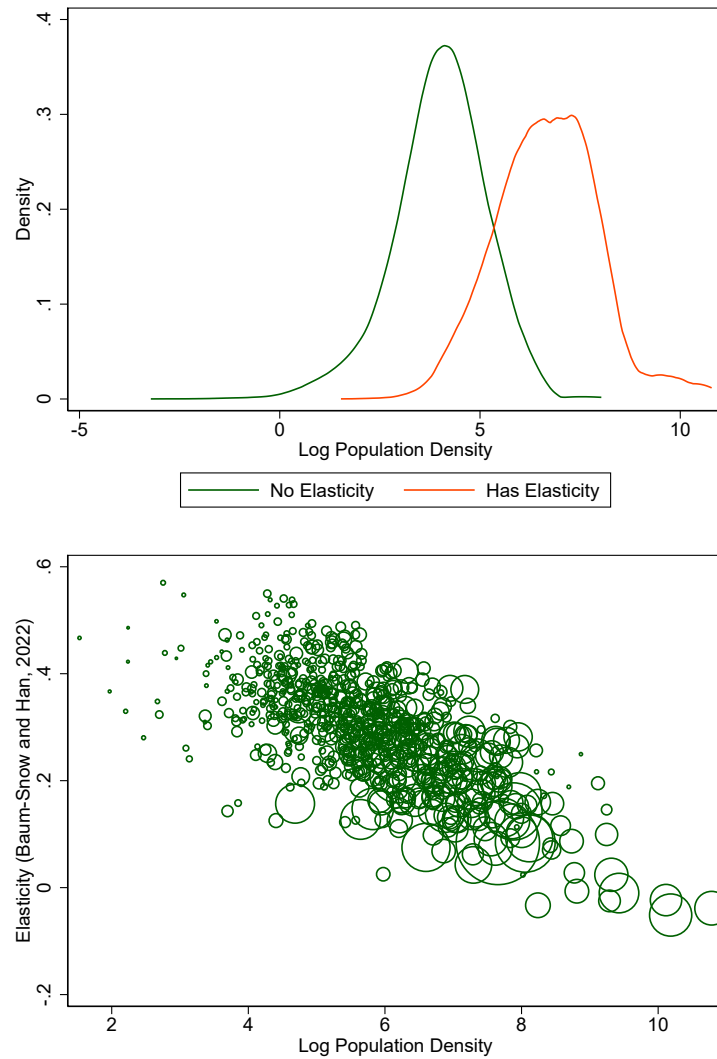 .4
.3
.2
.1
0
Density
-5 0 5 10
Log Population Density
No Elasticity Has Elasticity
.6
.4
.2
0
-.2
Elasticity (Baum-Snow and Han, 2022)
2 4 6 8 10
Log Population Density